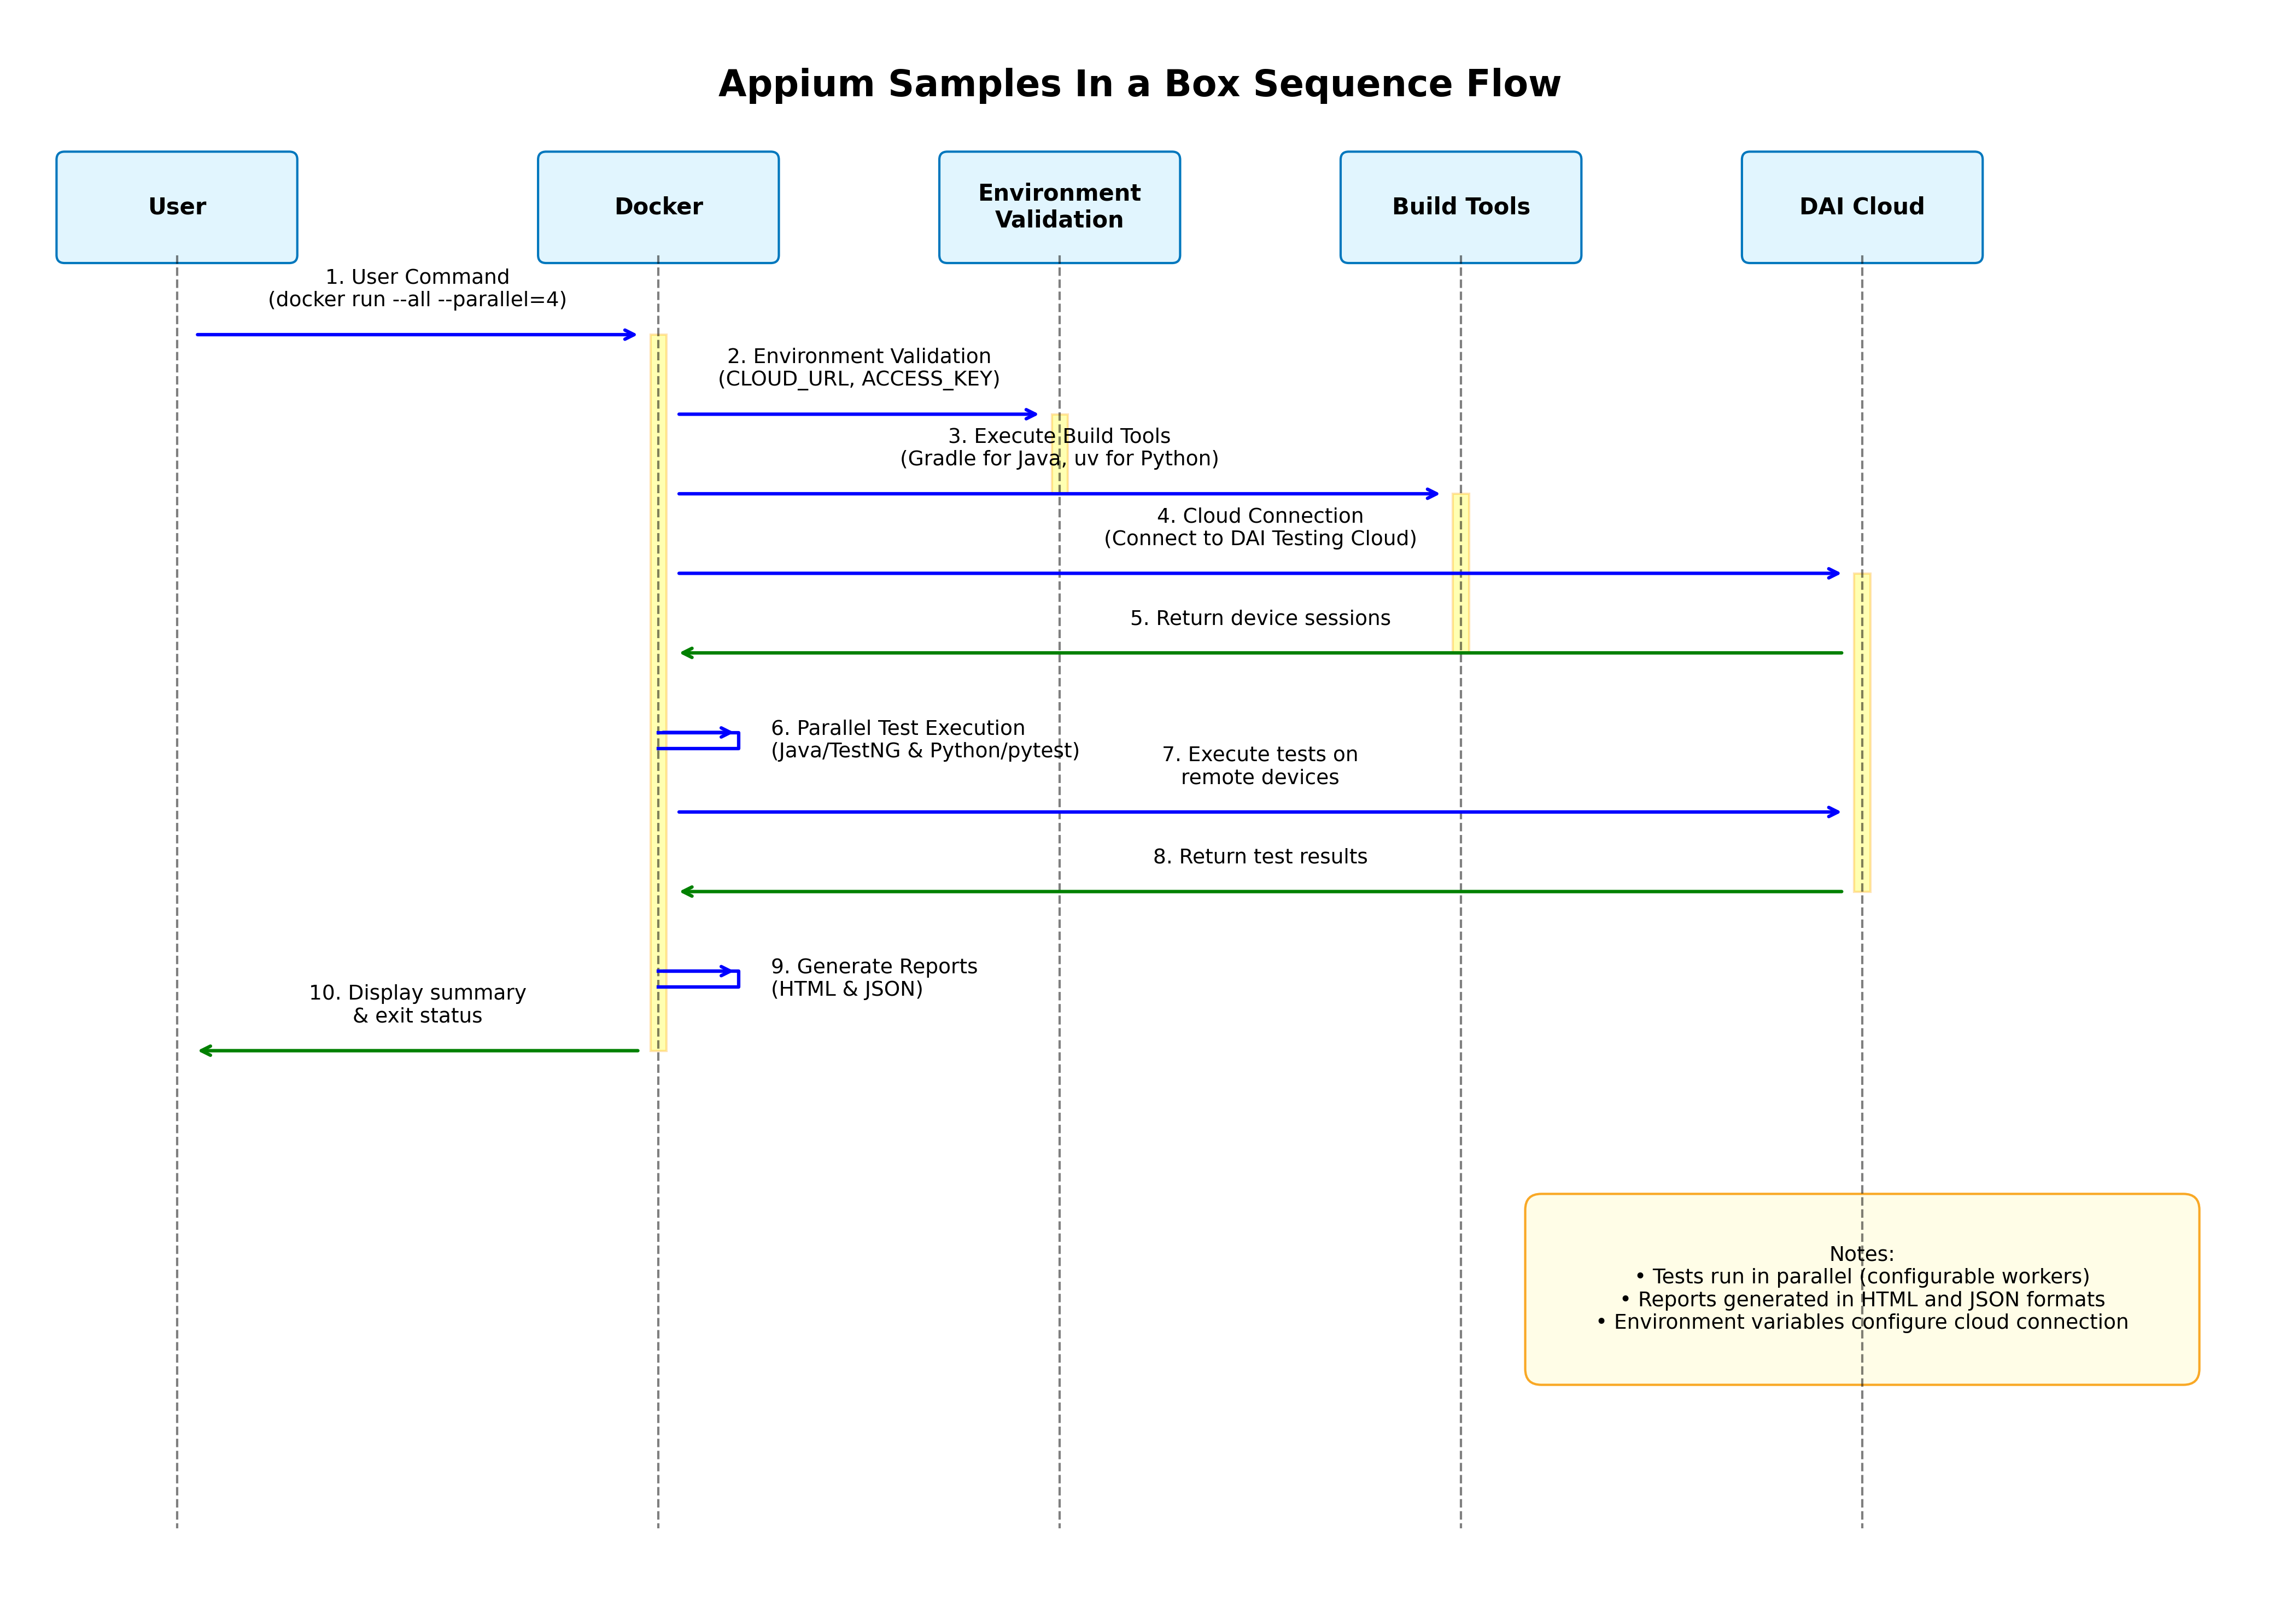 Appium Samples In a Box Sequence Flow
User
Docker
Environment
Validation
Build Tools
DAI Cloud
1. User Command
(docker run --all --parallel=4)
2. Environment Validation
(CLOUD_URL, ACCESS_KEY)
3. Execute Build Tools
(Gradle for Java, uv for Python)
4. Cloud Connection
(Connect to DAI Testing Cloud)
5. Return device sessions
6. Parallel Test Execution
(Java/TestNG & Python/pytest)
7. Execute tests on
remote devices
8. Return test results
9. Generate Reports
(HTML & JSON)
10. Display summary
& exit status
Notes:
• Tests run in parallel (configurable workers)
• Reports generated in HTML and JSON formats
• Environment variables configure cloud connection